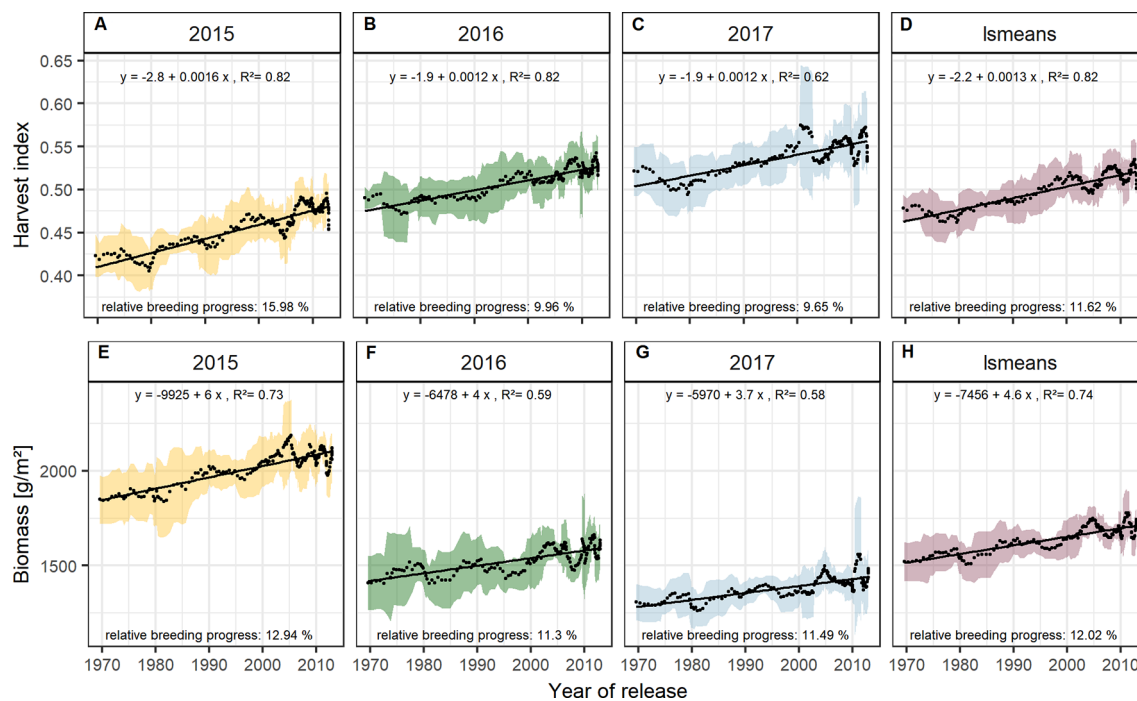 A
2015
B
2016
C
2017
D
lsmeans
Harvest index
0.65
0.60
0.55
0.50
0.45
0.40
y = -2.8 + 0.0016 x , R²= 0.82
y = -1.9 + 0.0012 x , R²= 0.82
y = -1.9 + 0.0012 x , R²= 0.62
y = -2.2 + 0.0013 x , R²= 0.82
relative breeding progress: 15.98 %
relative breeding progress: 9.96 %
relative breeding progress: 9.65 %
relative breeding progress: 11.62 %
E
2015
F
2016
G
2017
H
lsmeans
Biomass [g/m²]
2000
1500
y = -9925 + 6 x , R²= 0.73
y = -6478 + 4 x , R²= 0.59
y = -5970 + 3.7 x , R²= 0.58
y = -7456 + 4.6 x , R²= 0.74
relative breeding progress: 12.94 %
relative breeding progress: 11.3 %
relative breeding progress: 11.49 %
relative breeding progress: 12.02 %
1970 1980 1990 2000 2010
1970 1980 1990 2000 2010
1970 1980 1990 2000 2010
1970 1980 1990 2000 2010
Year of release